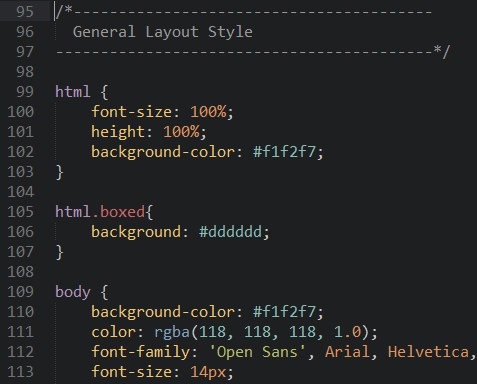 95 /*----------------------------------------
96   General Layout Style
97 ------------------------------------------*/
98
99 html {
100     font-size: 100%;
101     height: 100%;
102     background-color: #f1f2f7;
103 }
104
105 html.boxed{
106     background: #dddddd;
107 }
108
109 body {
110     background-color: #f1f2f7;
111     color: rgba(118, 118, 118, 1.0);
112     font-family: 'Open Sans', Arial, Helvetica,
113     font-size: 14px;